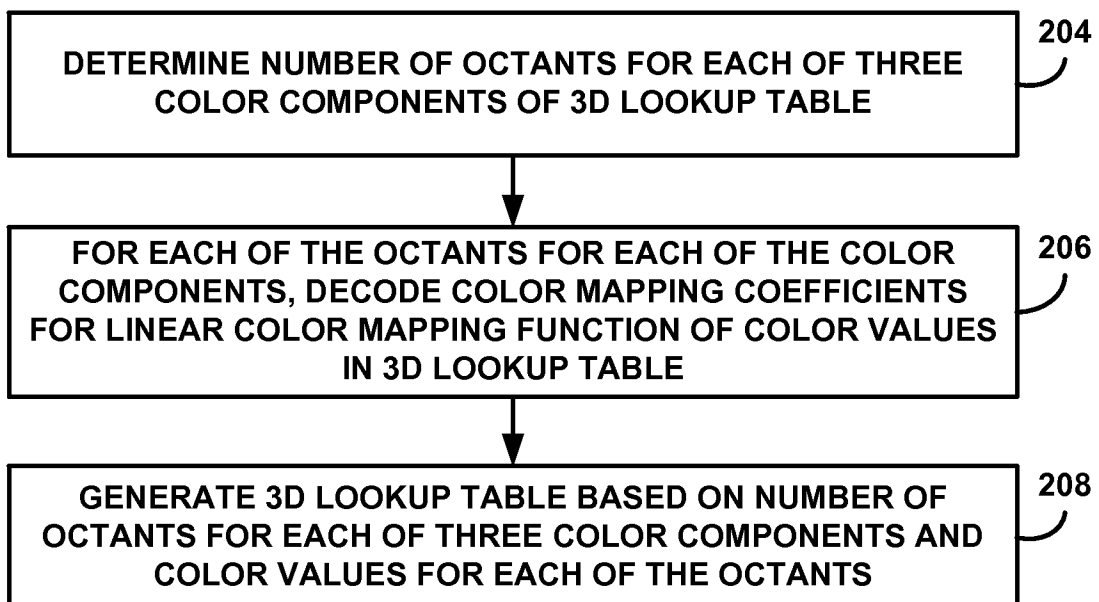 204
DETERMINE NUMBER OF OCTANTS FOR EACH OF THREE
COLOR COMPONENTS OF 3D LOOKUP TABLE
206
FOR EACH OF THE OCTANTS FOR EACH OF THE COLOR
COMPONENTS, DECODE COLOR MAPPING COEFFICIENTS
FOR LINEAR COLOR MAPPING FUNCTION OF COLOR VALUES
IN 3D LOOKUP TABLE
208
GENERATE 3D LOOKUP TABLE BASED ON NUMBER OF
OCTANTS FOR EACH OF THREE COLOR COMPONENTS AND
COLOR VALUES FOR EACH OF THE OCTANTS